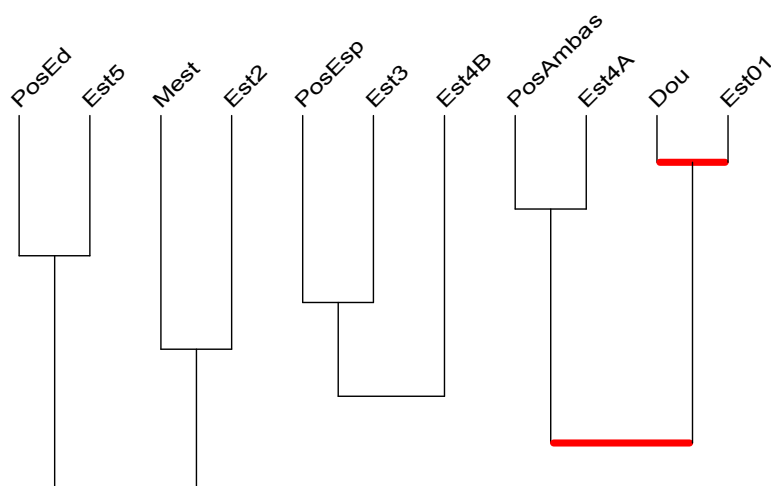 PosEd
Est5
Mest
Est2
PosEsp
Est3
Est4B
PosAmbas
Est4A
Dou
Est01